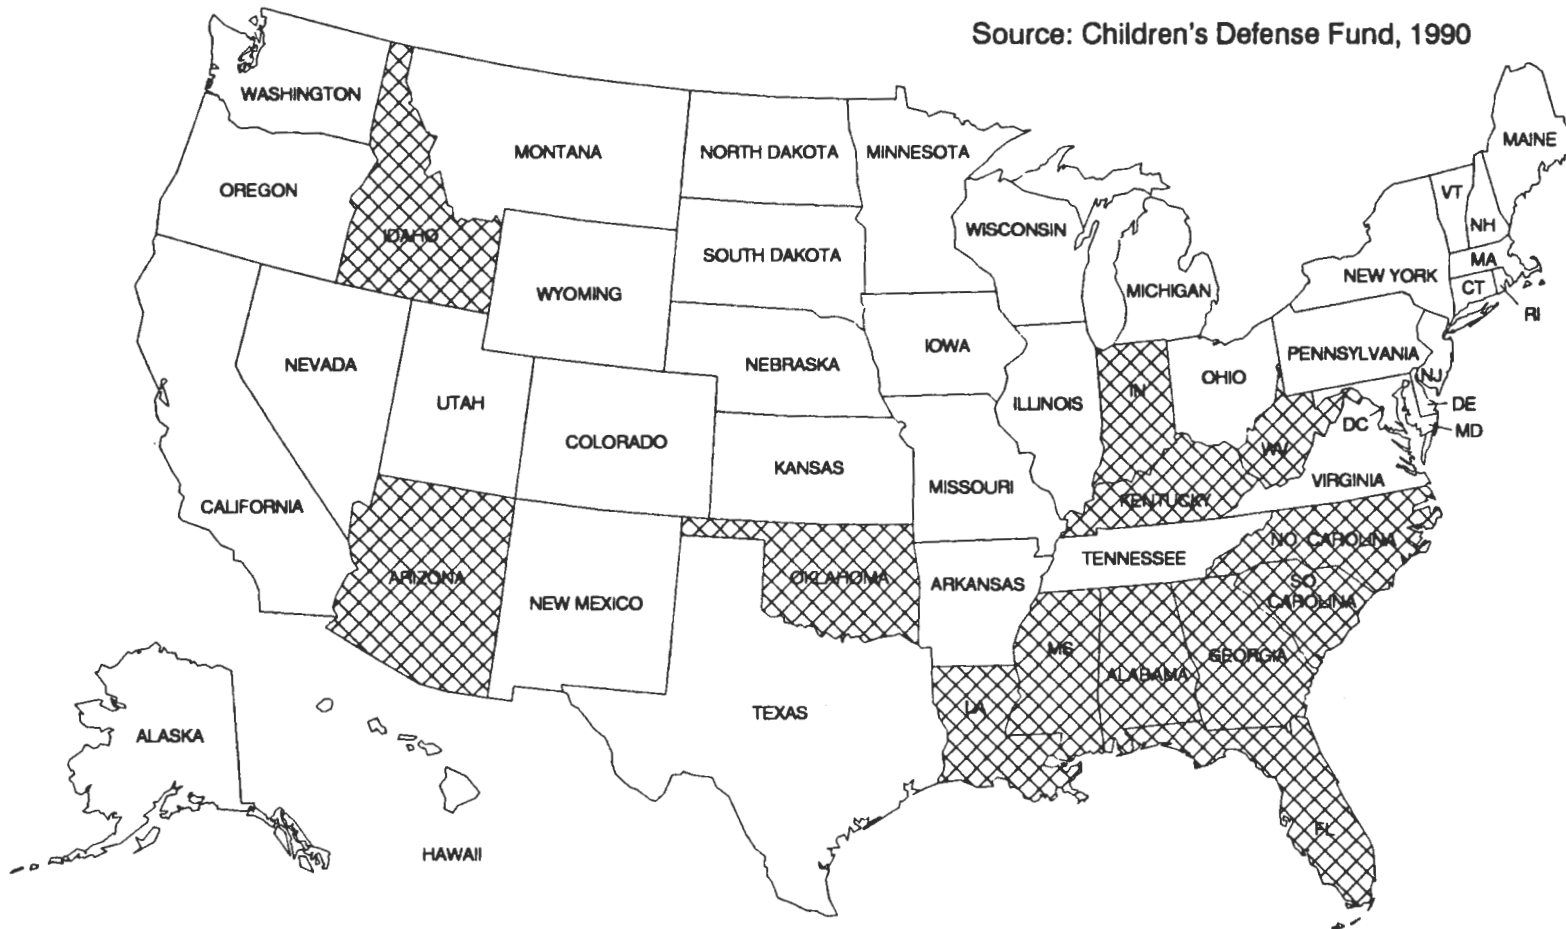 Source: Children's Defense Fund, 1990
WASHINGTON
MONTANA
NORTH DAKOTA
MINNESOTA
MAINE
OREGON
VT
IDAHO
WISCONSIN
NH
SOUTH DAKOTA
MA
NEW YORK
WYOMING
MICHIGAN
CT
RI
IOWA
PENNSYLVANIA
NEVADA
NEBRASKA
OHIO
NJ
UTAH
ILLINOIS
IN
DE
DC
MD
COLORADO
WV
KANSAS
MISSOURI
VIRGINIA
CALIFORNIA
KENTUCKY
NO. CAROLINA
TENNESSEE
ARIZONA
OKLAHOMA
ARKANSAS
SO.
CAROLINA
NEW MEXICO
MS
GEORGIA
ALABAMA
LA
TEXAS
ALASKA
FL
HAWAII